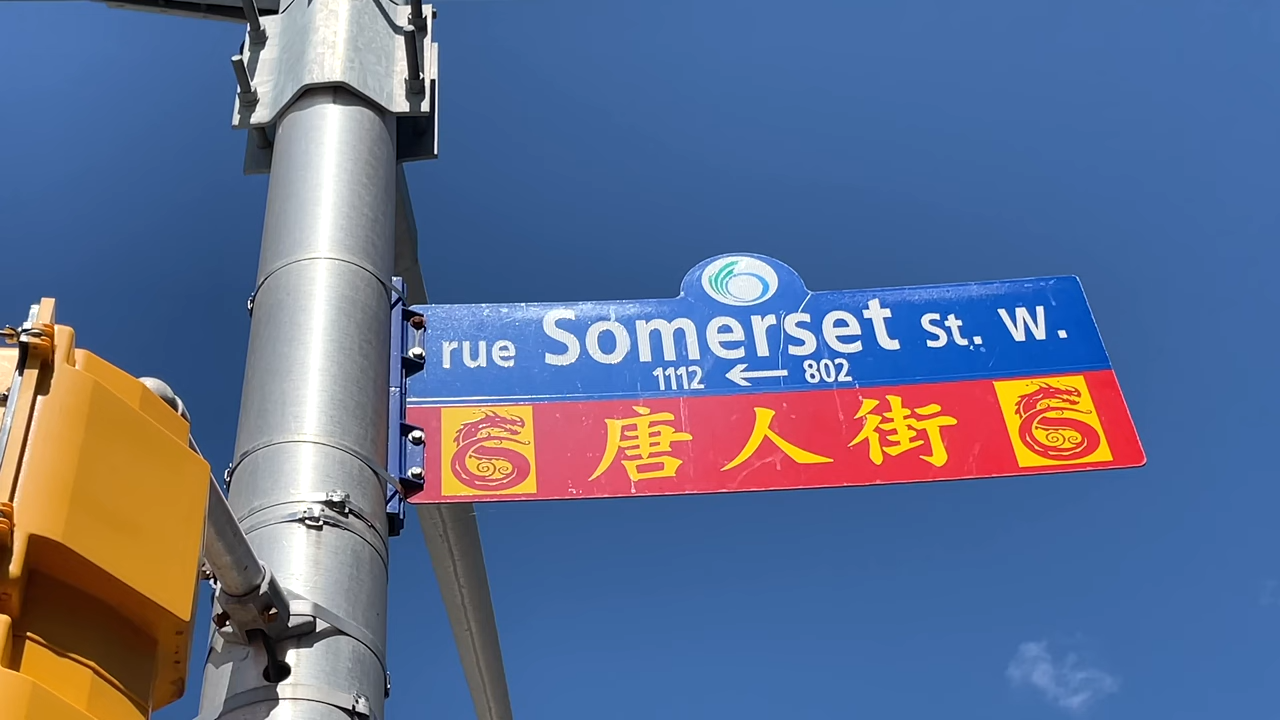 rue Somerset St. W.
1112 ← 802
唐人街